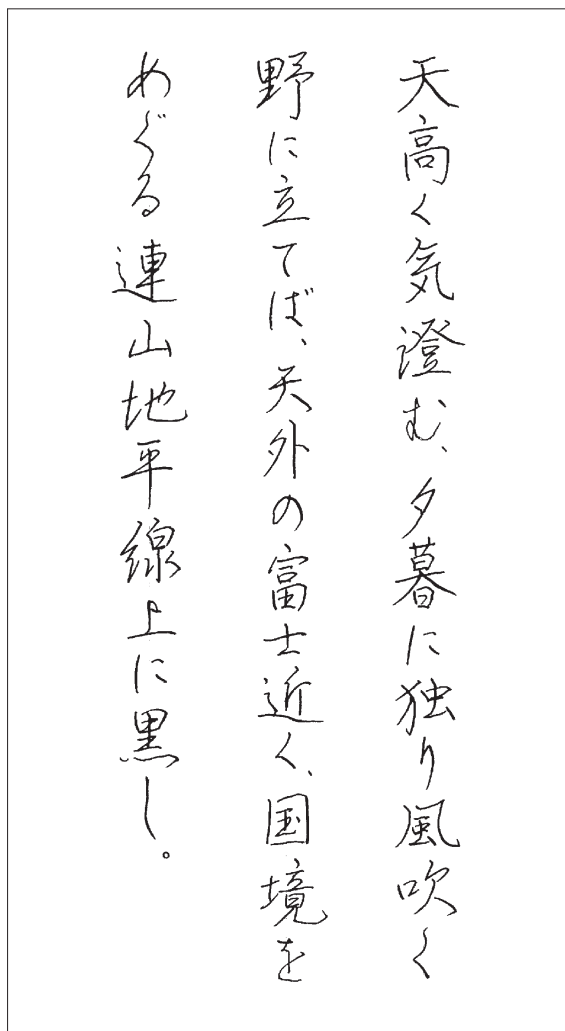 天高く気澄む、夕暮に独り風吹く
野に立てば、天外の富士近く、国境を
めぐる連山地平線上に黒し。